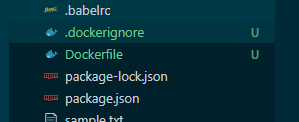 .babelrc
.dockerignore U
Dockerfile U
package-lock.json
package.json
sample.txt